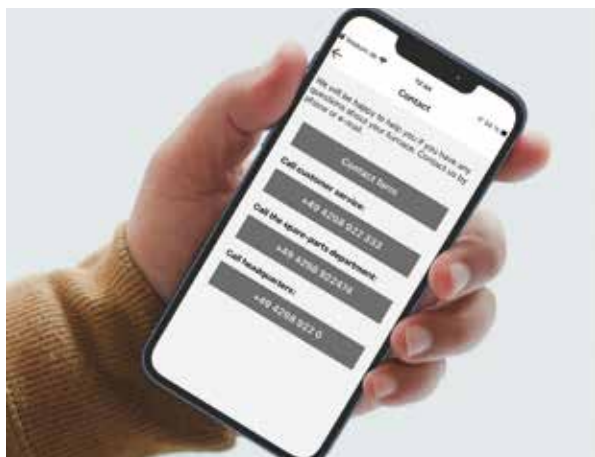 Contact
We will be happy to help you if you have any
questions about your furnace. Contact us by
phone or e-mail.
Contact form
Call customer service:
+49 4298 922 333
Call the spare-parts department:
+49 4298 922474
Call headquarters:
+49 4298 922 0